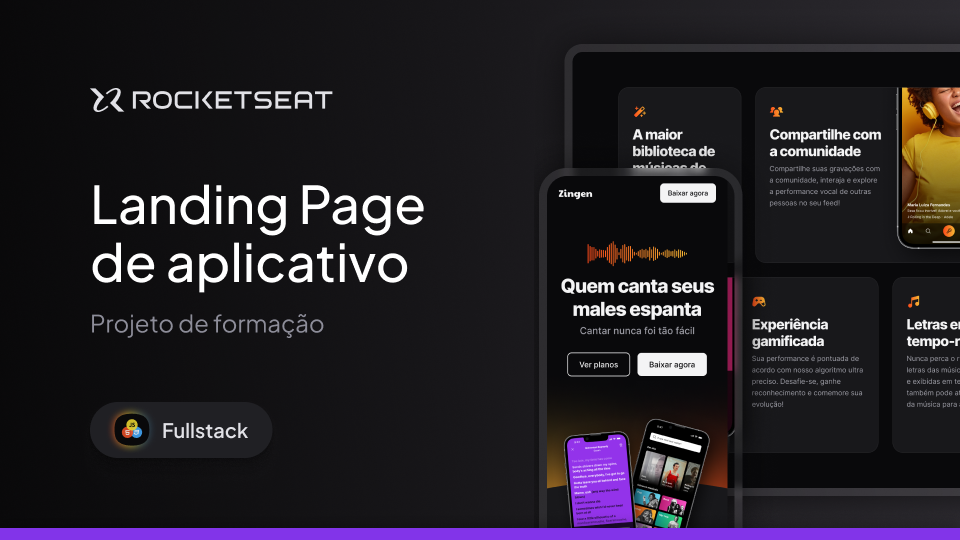 ROCKETSEAT
Landing Page
de aplicativo
Projeto de formação
JS
Fullstack
A maior
biblioteca de
músicas do
Compartilhe com
a comunidade
Compartilhe suas gravações com
a comunidade, interaja e explore
a performance vocal de outras
pessoas no seu feed!
Maria Luiza Fernandes
Zingen
Baixar agora
Quem canta seus
males espanta
Cantar nunca foi tão fácil
Ver planos
Baixar agora
Experiência
gamificada
Sua performance é pontuada de
acordo com nosso algoritmo ultra
preciso. Desafie-se, ganhe
reconhecimento e comemore sua
evolução!
Letras e
tempo-r
Nunca perca o r
letras das músic
e exibidas em te
também pode at
da música para